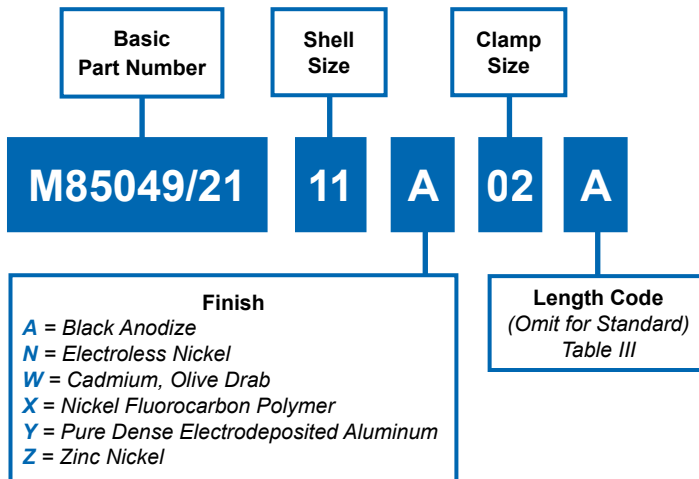 Basic
Part Number
Shell
Size
Clamp
Size
M85049/21 11 A 02 A
Finish
A = Black Anodize
N = Electroless Nickel
W = Cadmium, Olive Drab
X = Nickel Fluorocarbon Polymer
Y = Pure Dense Electrodeposited Aluminum
Z = Zinc Nickel
Length Code
(Omit for Standard)
Table III